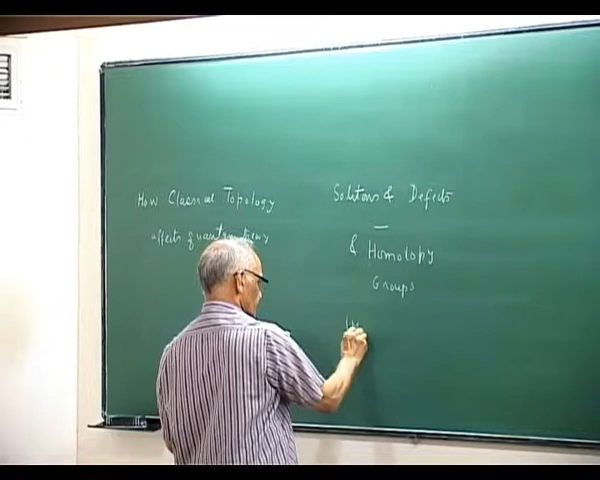 How Classical Topology
affects quantum theory
Solitons & Defects
& Homotopy
Groups